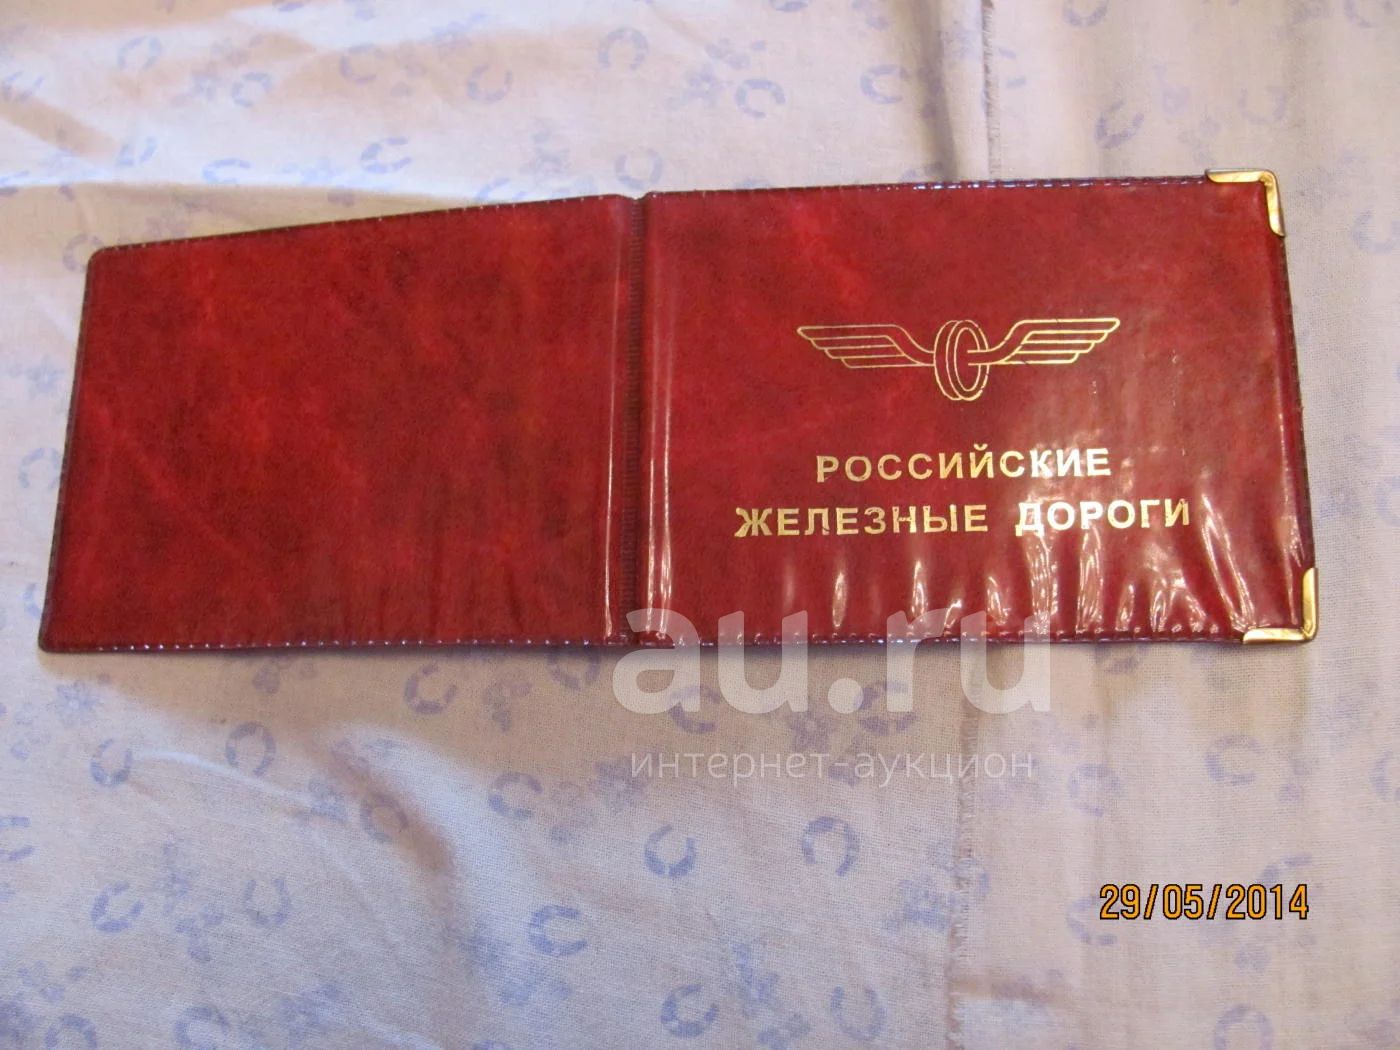 РОССИЙСКИЕ
ЖЕЛЕЗНЫЕ ДОРОГИ
au.ru
интернет-аукцион
29/05/2014